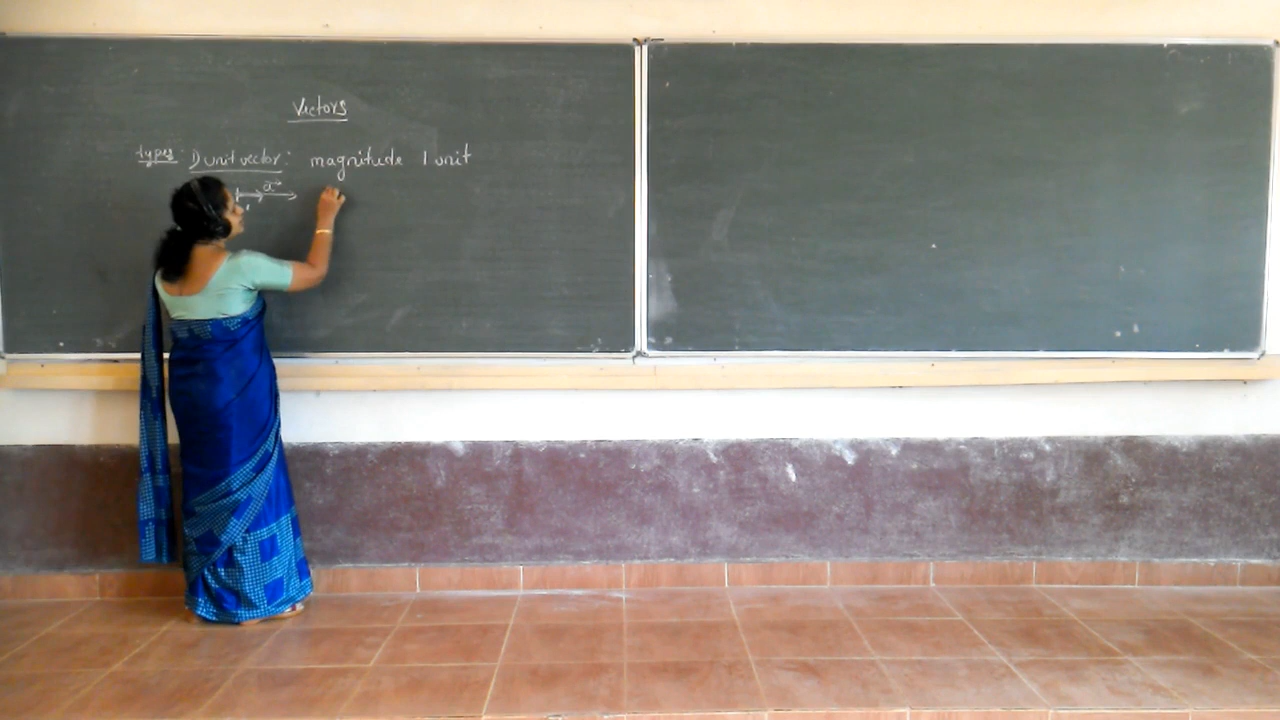 Vectors
types: 1) unit vector: magnitude 1 unit
a⃗